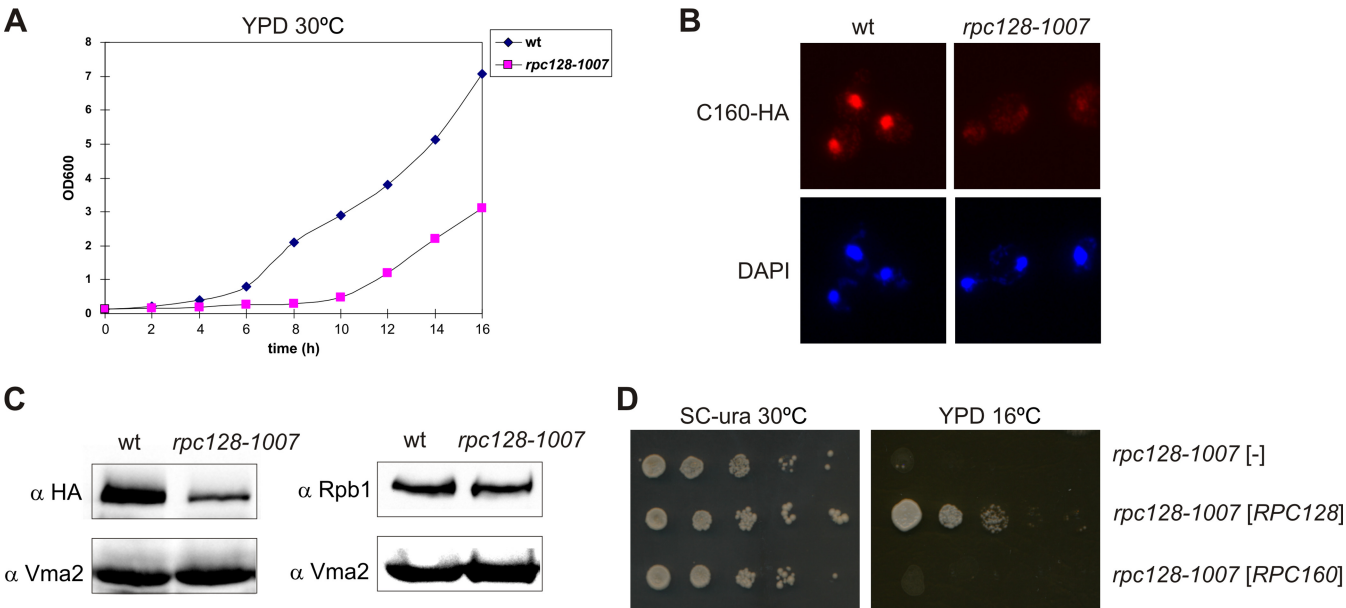 A
YPD 30ºC
wt
rpc128-1007
OD600
8
7
6
5
4
3
2
1
0
0 2 4 6 8 10 12 14 16
time (h)
B
wt rpc128-1007
C160-HA
DAPI
C
wt rpc128-1007
α HA
α Vma2
wt rpc128-1007
α Rpb1
α Vma2
D
SC-ura 30ºC YPD 16ºC
rpc128-1007 [-]
rpc128-1007 [RPC128]
rpc128-1007 [RPC160]